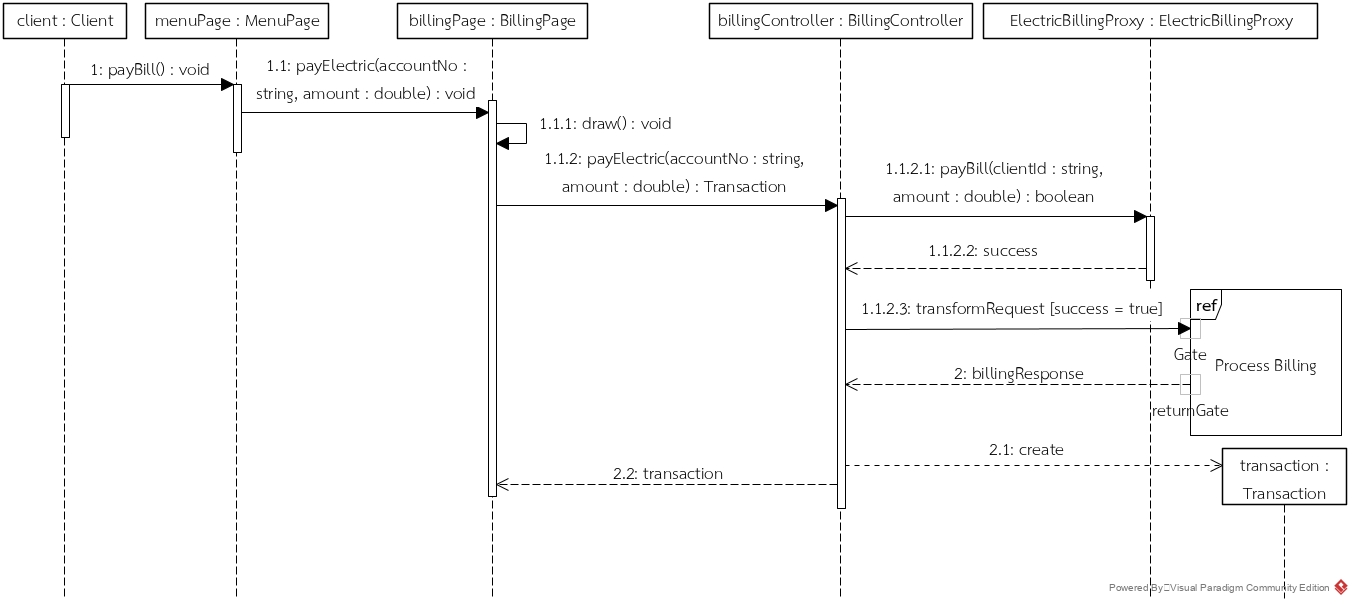 client : Client
menuPage : MenuPage
billingPage : BillingPage
billingController : BillingController
ElectricBillingProxy : ElectricBillingProxy
1: payBill() : void
1.1: payElectric(accountNo :
string, amount : double) : void
1.1.1: draw() : void
1.1.2: payElectric(accountNo : string,
amount : double) : Transaction
1.1.2.1: payBill(clientId : string,
amount : double) : boolean
1.1.2.2: success
ref
1.1.2.3: transformRequest [success = true]
Gate
Process Billing
2: billingResponse
returnGate
2.1: create
transaction :
Transaction
2.2: transaction
Powered By Visual Paradigm Community Edition